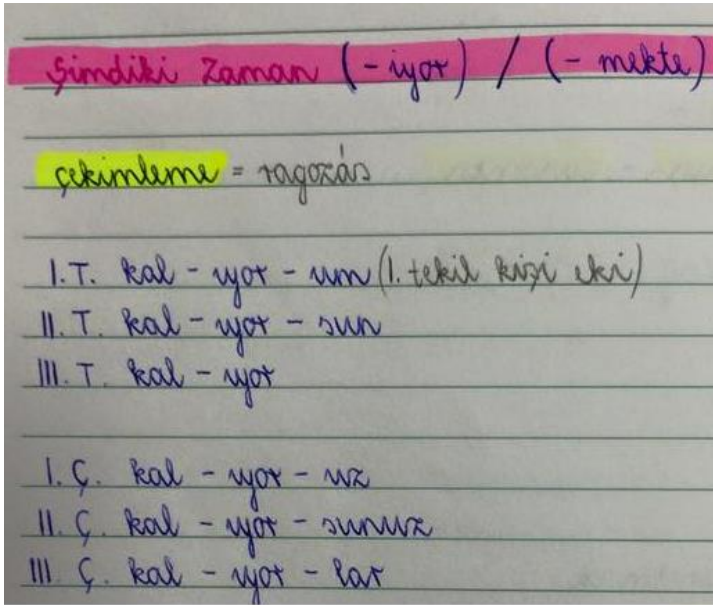 Şimdiki Zaman (-iyor) / (- mekte)
çekimleme = ragozás
I. T. kal - ıyor - um (1. tekil kişi eki)
II. T. kal - ıyor - sun
III. T. kal - ıyor
I. Ç. kal - ıyor - uz
II. Ç. kal - ıyor - sunuz
III. Ç. kal - ıyor - lar